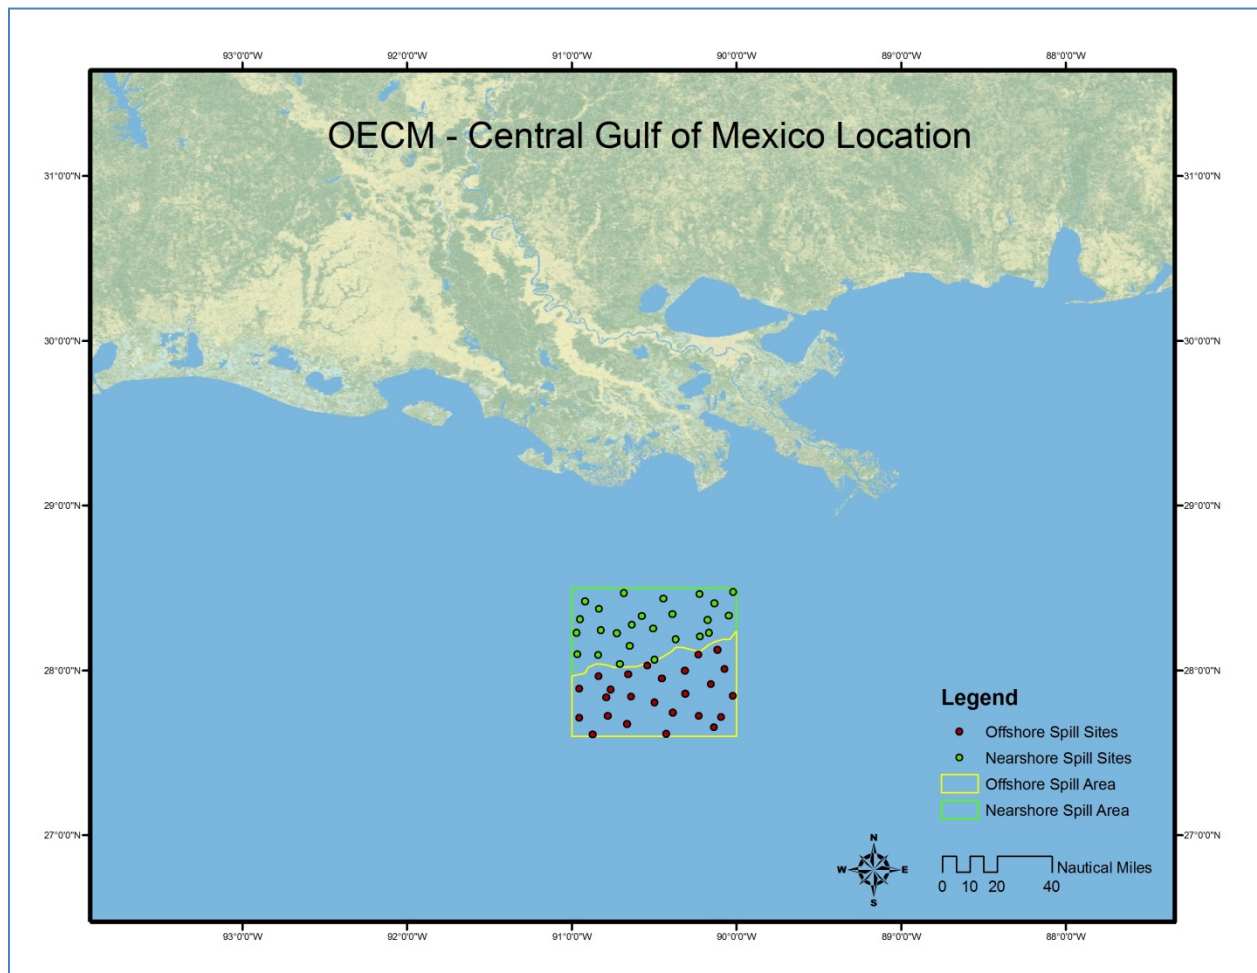 93°0'0"W 92°0'0"W 91°0'0"W 90°0'0"W 89°0'0"W 88°0'0"W
OECM - Central Gulf of Mexico Location
31°0'0"N 31°0'0"N
30°0'0"N 30°0'0"N
29°0'0"N 29°0'0"N
28°0'0"N 28°0'0"N
Legend
Offshore Spill Sites
Nearshore Spill Sites
Offshore Spill Area
Nearshore Spill Area
27°0'0"N 27°0'0"N
N
W E
S
Nautical Miles
0 10 20 40
93°0'0"W 92°0'0"W 91°0'0"W 90°0'0"W 89°0'0"W 88°0'0"W